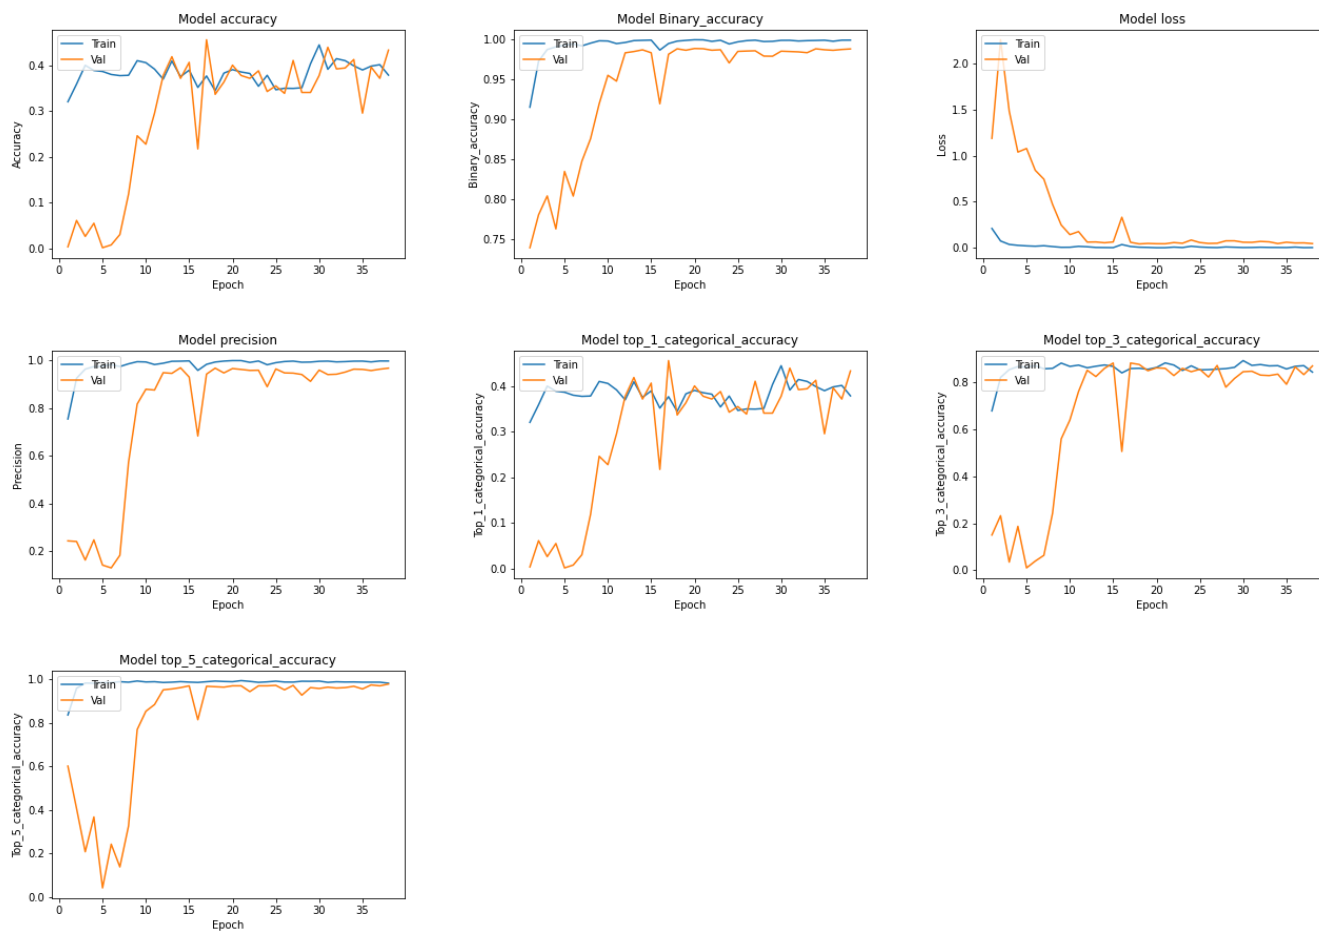 Model accuracy
Train
Val
0.4
0.3
0.2
0.1
0.0
Accuracy
0 5 10 15 20 25 30 35
Epoch
Model Binary_accuracy
Train
Val
1.00
0.95
0.90
0.85
0.80
0.75
Binary_accuracy
0 5 10 15 20 25 30 35
Epoch
Model loss
Train
Val
2.0
1.5
1.0
0.5
0.0
Loss
0 5 10 15 20 25 30 35
Epoch
Model precision
Train
Val
1.0
0.8
0.6
0.4
0.2
Precision
0 5 10 15 20 25 30 35
Epoch
Model top_1_categorical_accuracy
Train
Val
0.4
0.3
0.2
0.1
0.0
Top_1_categorical_accuracy
0 5 10 15 20 25 30 35
Epoch
Model top_3_categorical_accuracy
Train
Val
0.8
0.6
0.4
0.2
0.0
Top_3_categorical_accuracy
0 5 10 15 20 25 30 35
Epoch
Model top_5_categorical_accuracy
Train
Val
1.0
0.8
0.6
0.4
0.2
0.0
Top_5_categorical_accuracy
0 5 10 15 20 25 30 35
Epoch